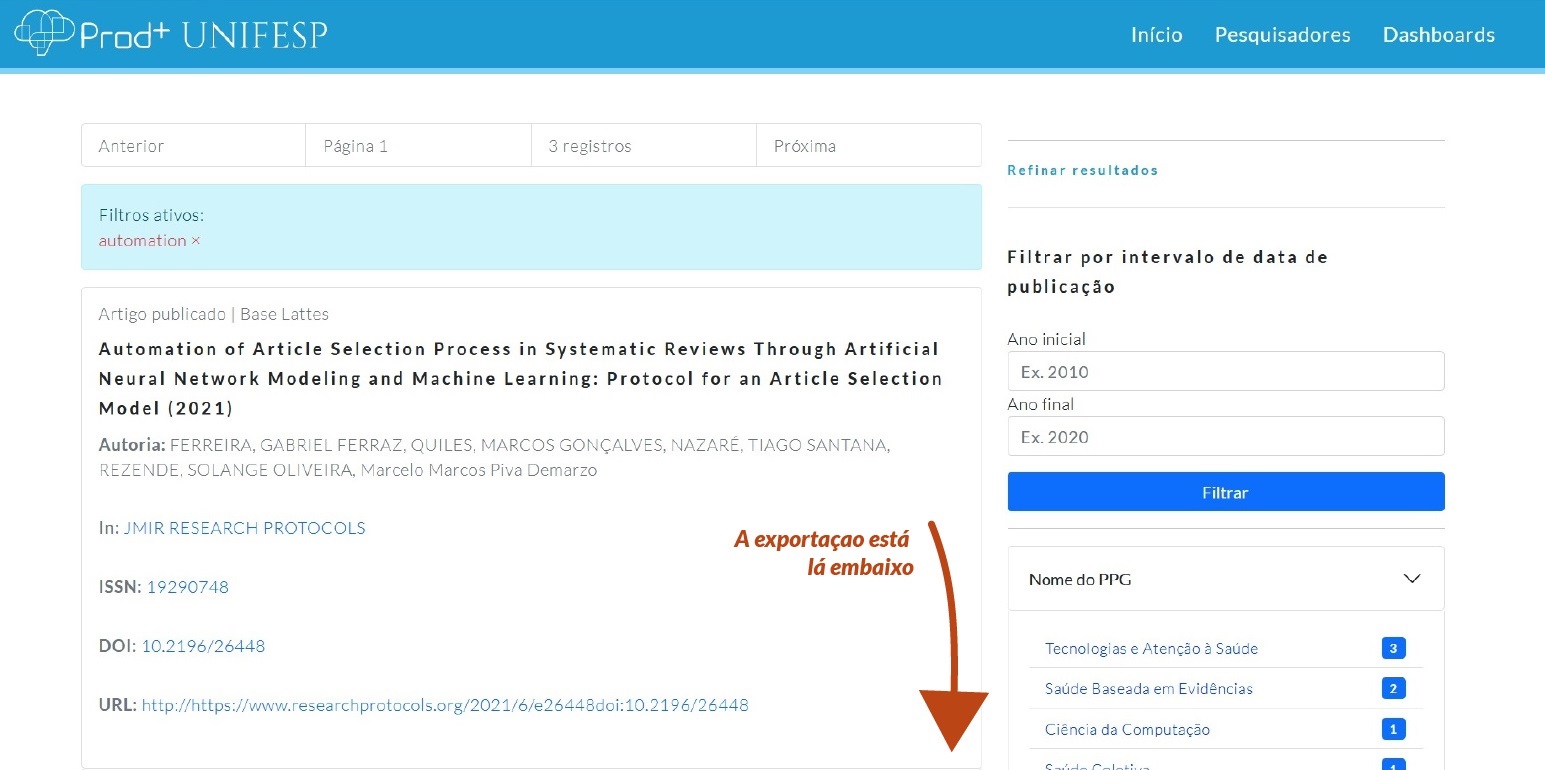 Prod+ UNIFESP
Início Pesquisadores Dashboards
Anterior Página 1 3 registros Próxima
Filtros ativos:
automation ×
Artigo publicado | Base Lattes
Automation of Article Selection Process in Systematic Reviews Through Artificial
Neural Network Modeling and Machine Learning: Protocol for an Article Selection
Model (2021)
Autoria: FERREIRA, GABRIEL FERRAZ, QUILES, MARCOS GONÇALVES, NAZARÉ, TIAGO SANTANA,
REZENDE, SOLANGE OLIVEIRA, Marcelo Marcos Piva Demarzo
In: JMIR RESEARCH PROTOCOLS
ISSN: 19290748
DOI: 10.2196/26448
URL: http://https://www.researchprotocols.org/2021/6/e26448doi:10.2196/26448
A exportaçao está
lá embaixo
Refinar resultados
Filtrar por intervalo de data de
publicação
Ano inicial
Ex. 2010
Ano final
Ex. 2020
Filtrar
Nome do PPG
Tecnologias e Atenção à Saúde 3
Saúde Baseada em Evidências 2
Ciência da Computação 1
Saúde Coletiva 1